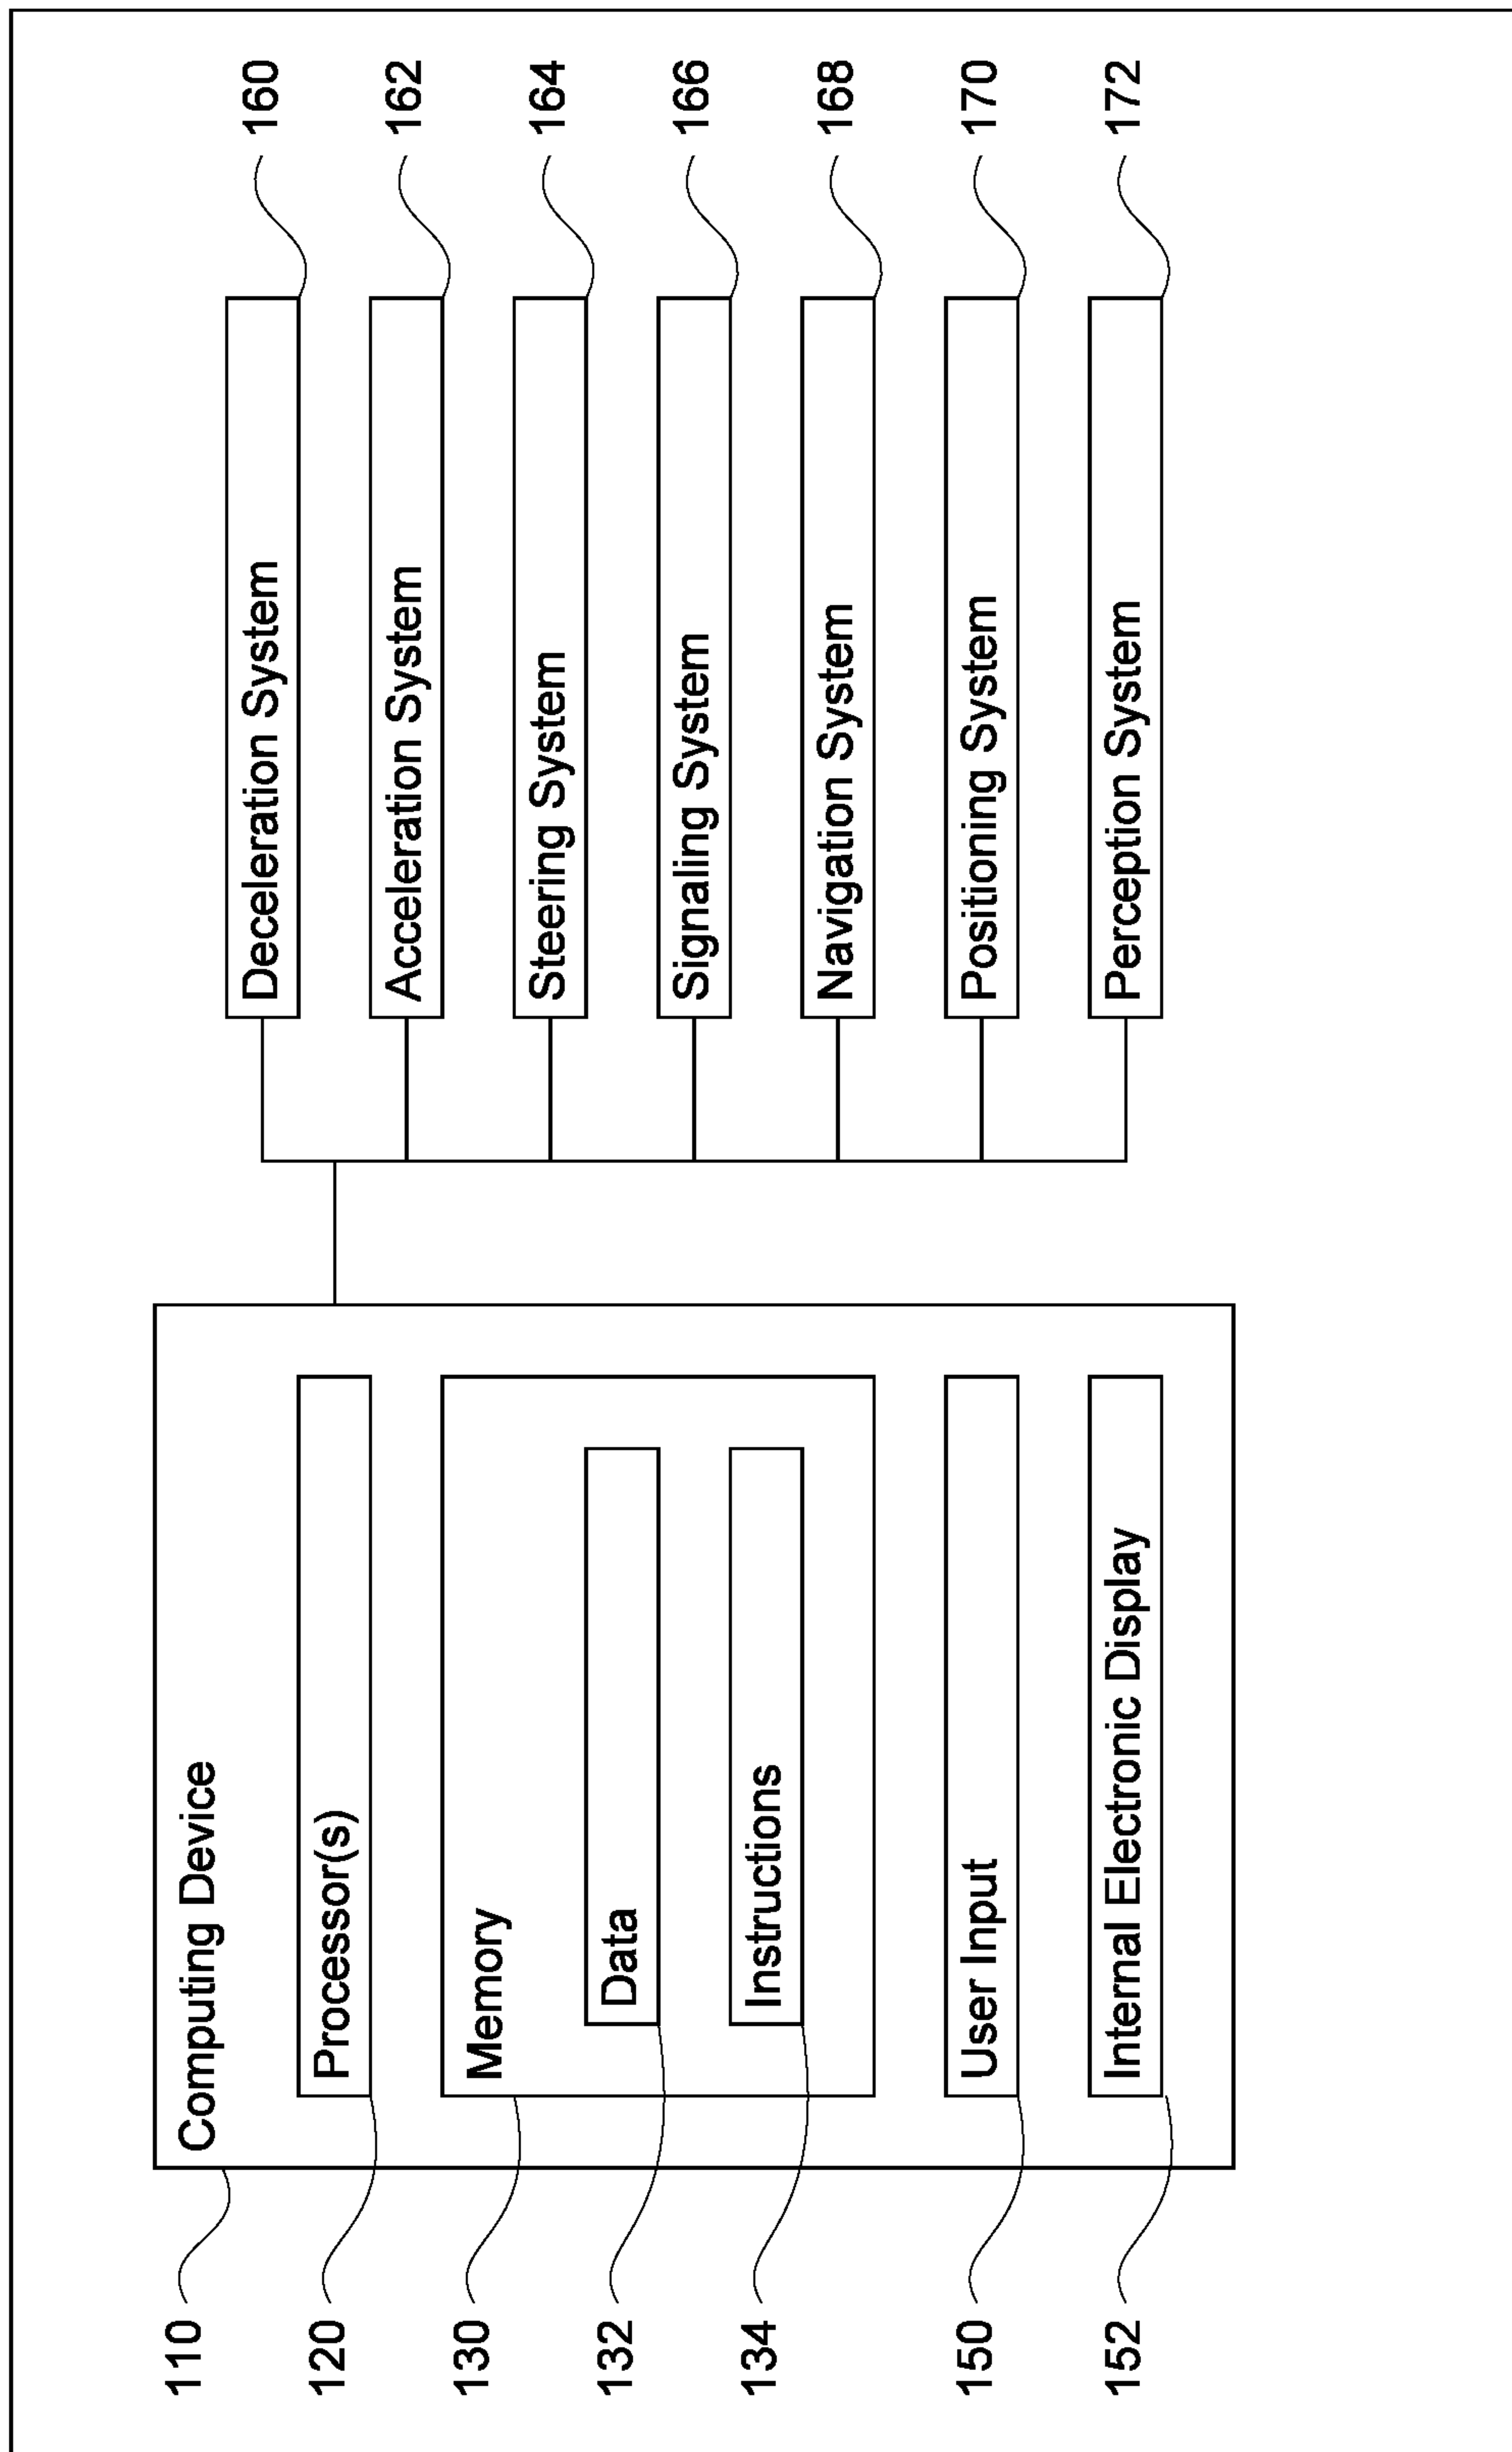 110
Computing Device
120
Processor(s)
130
Memory
132
Data
134
Instructions
150
User Input
152
Internal Electronic Display
Deceleration System
160
Acceleration System
162
Steering System
164
Signaling System
166
Navigation System
168
Positioning System
170
Perception System
172